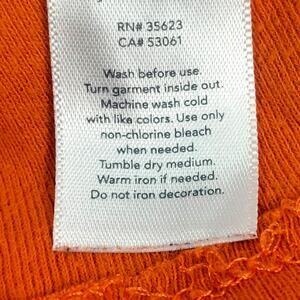 RN# 35623
CA# 53061
Wash before use.
Turn garment inside out.
Machine wash cold
with like colors. Use only
non-chlorine bleach
when needed.
Tumble dry medium.
Warm iron if needed.
Do not iron decoration.